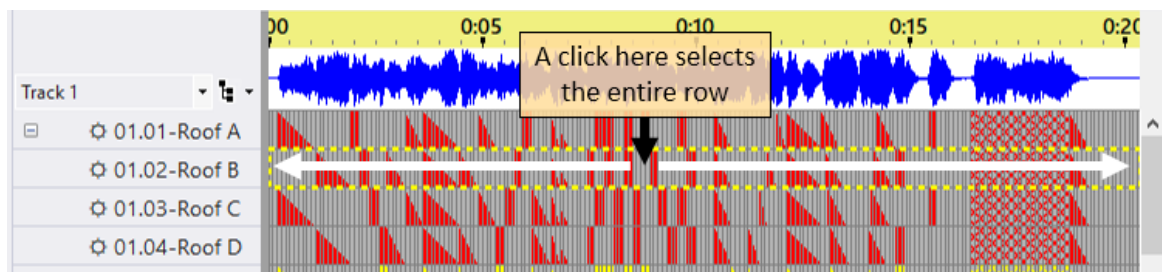 00 0:05 0:10 0:15 0:20
A click here selects
the entire row
Track 1
01.01-Roof A
01.02-Roof B
01.03-Roof C
01.04-Roof D